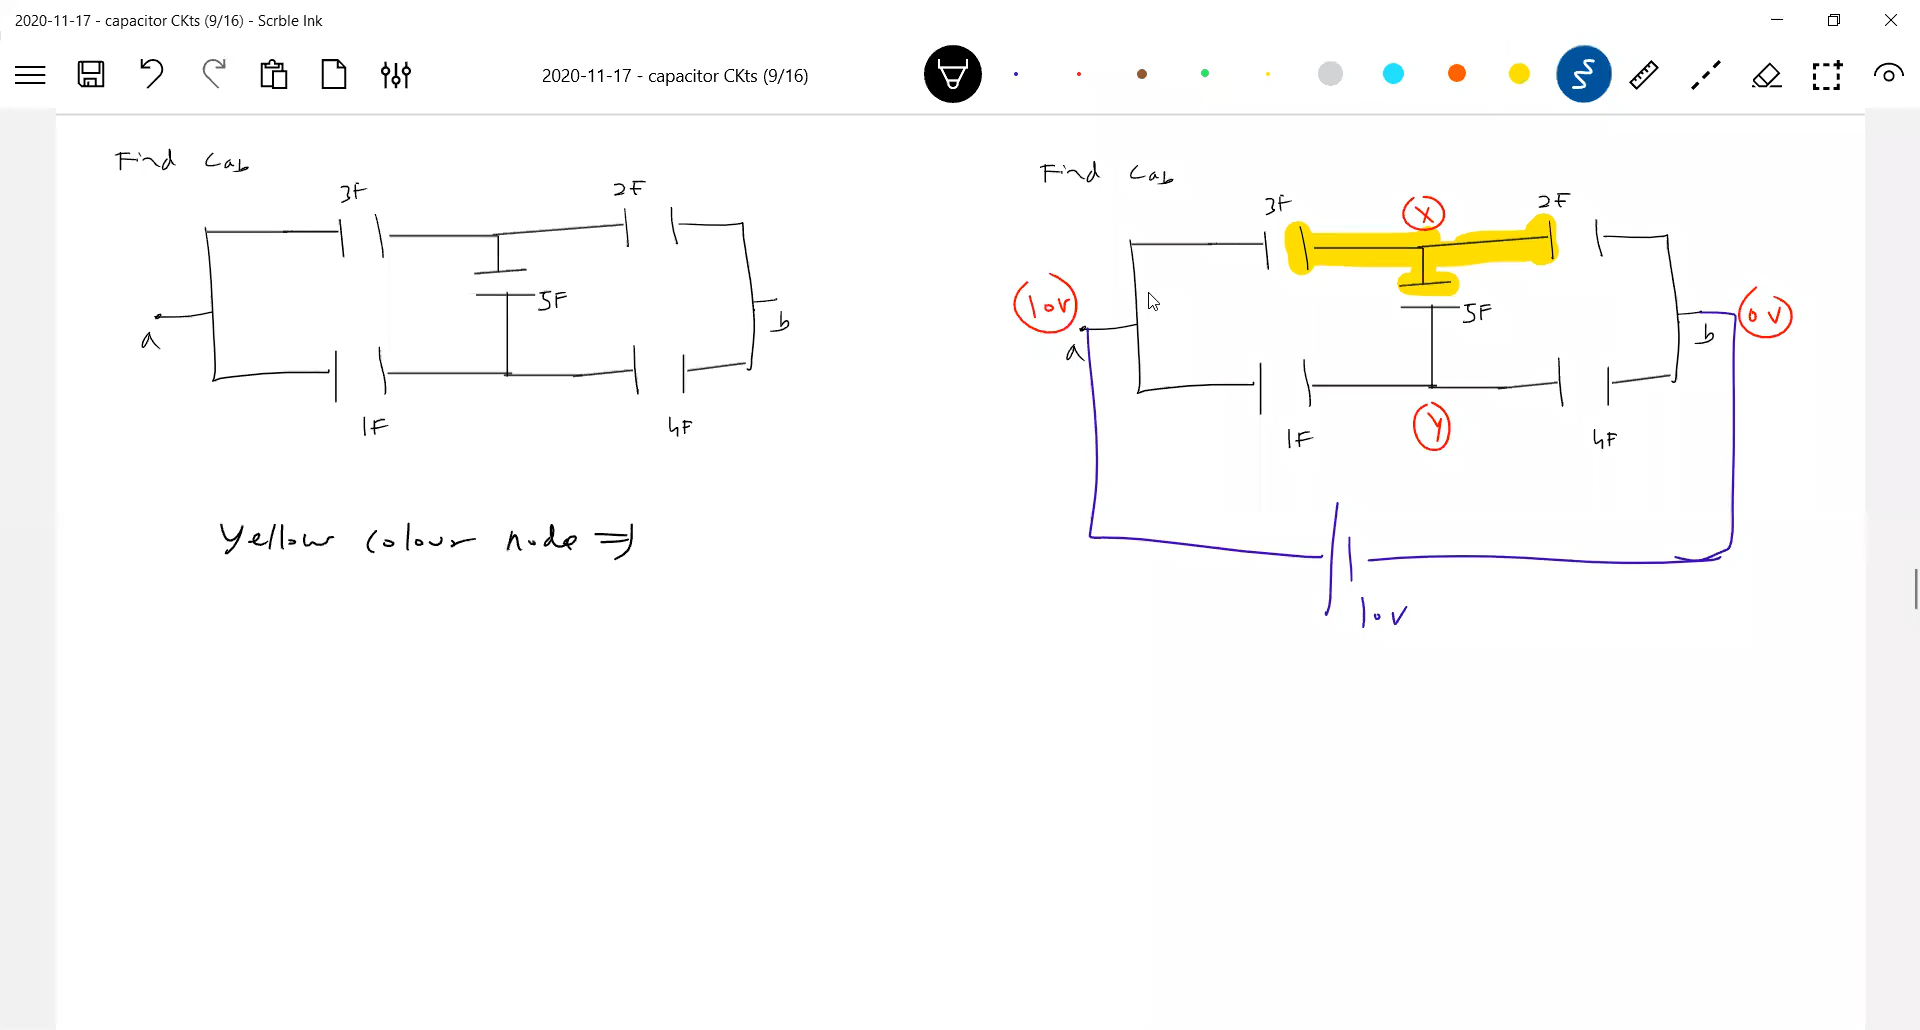 2020-11-17 - capacitor CKts (9/16) - Scrble Ink
2020-11-17 - capacitor CKts (9/16)
Find Cab
3F
2F
5F
a
b
1F
4F
Yellow colour node ⇒
Find Cab
3F
X
2F
10V
5F
0V
a
b
Y
1F
4F
10V